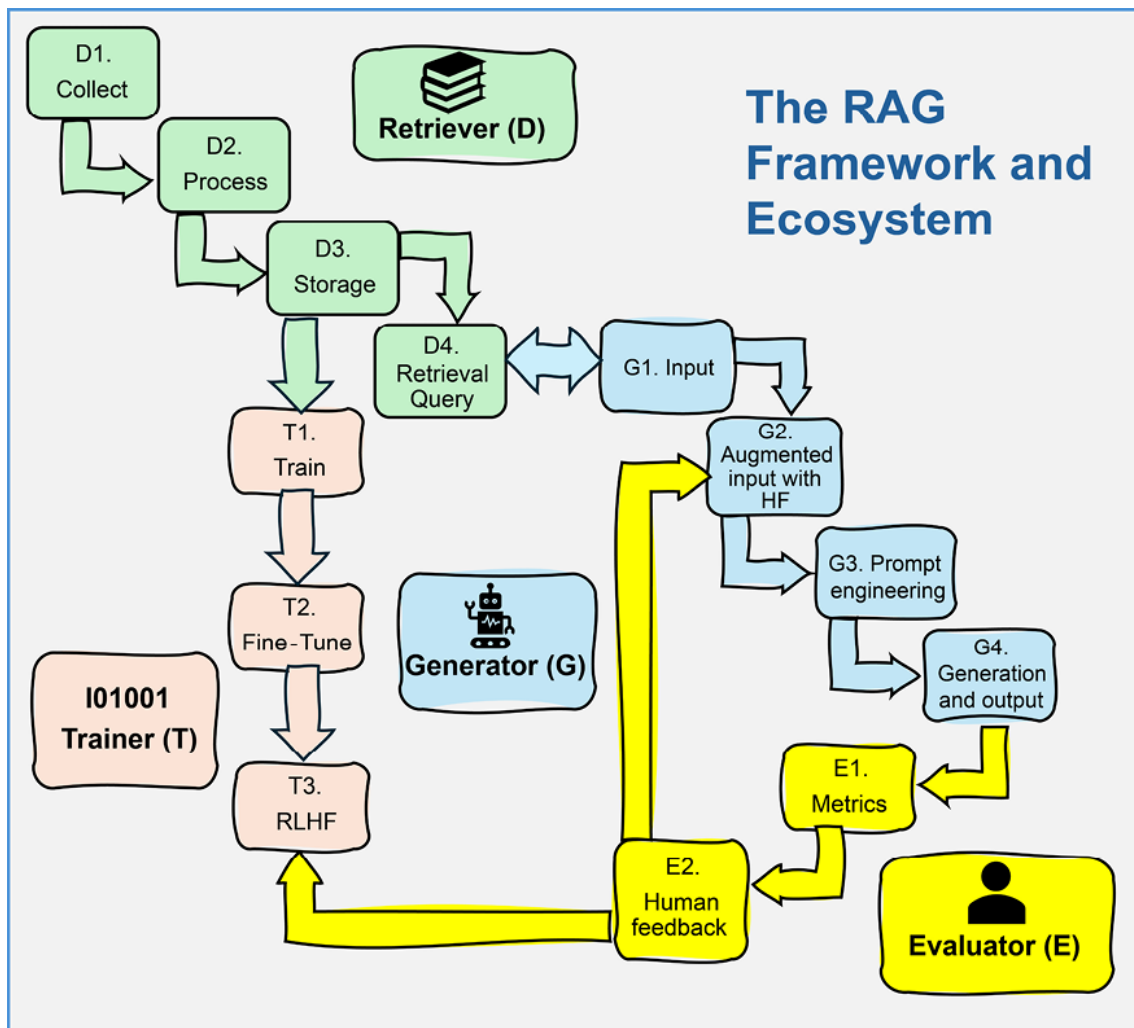 D1.
Collect
Retriever (D)
The RAG
Framework and
Ecosystem
D2.
Process
D3.
Storage
D4.
Retrieval
Query
G1. Input
T1.
Train
G2.
Augmented
input with
HF
G3. Prompt
engineering
T2.
Fine-Tune
Generator (G)
G4.
Generation
and output
I01001
Trainer (T)
T3.
RLHF
E1.
Metrics
E2.
Human
feedback
Evaluator (E)